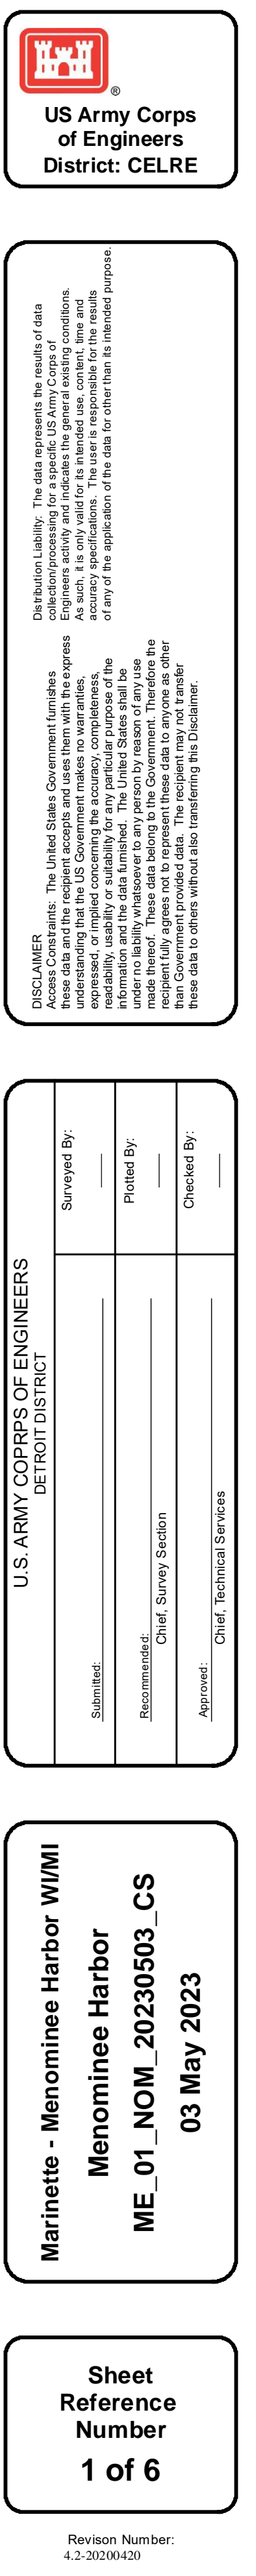 ®
US Army Corps
of Engineers
District: CELRE
DISCLAIMER
Access Constraints: The United States Government furnishes
these data and the recipient accepts and uses them with the express
understanding that the US Government makes no warranties,
expressed, or implied concerning the accuracy, completeness,
readability, usability or suitability for any particular purpose of the
information and the data furnished. The United States shall be
under no liability whatsoever to any person by reason of any use
made thereof. These data belong to the Government. Therefore the
recipient fully agrees not to represent these data to anyone as other
than Government provided data. The recipient may not transfer
these data to others without also transferring this Disclaimer.
Distribution Liability: The data represents the results of data
collection/processing for a specific US Army Corps of
Engineers activity and indicates the general existing conditions.
As such, it is only valid for its intended use, content, time and
accuracy specifications. The user is responsible for the results
of any of the application of the data for other than its intended purpose.
U.S. ARMY COPRPS OF ENGINEERS
DETROIT DISTRICT
Submitted:
Surveyed By:
Recommended:
Chief, Survey Section
Plotted By:
Approved:
Chief, Technical Services
Checked By:
Marinette - Menominee Harbor WI/MI
Menominee Harbor
ME_01_NOM_20230503_CS
03 May 2023
Sheet
Reference
Number
1 of 6
Revison Number:
4.2-20200420